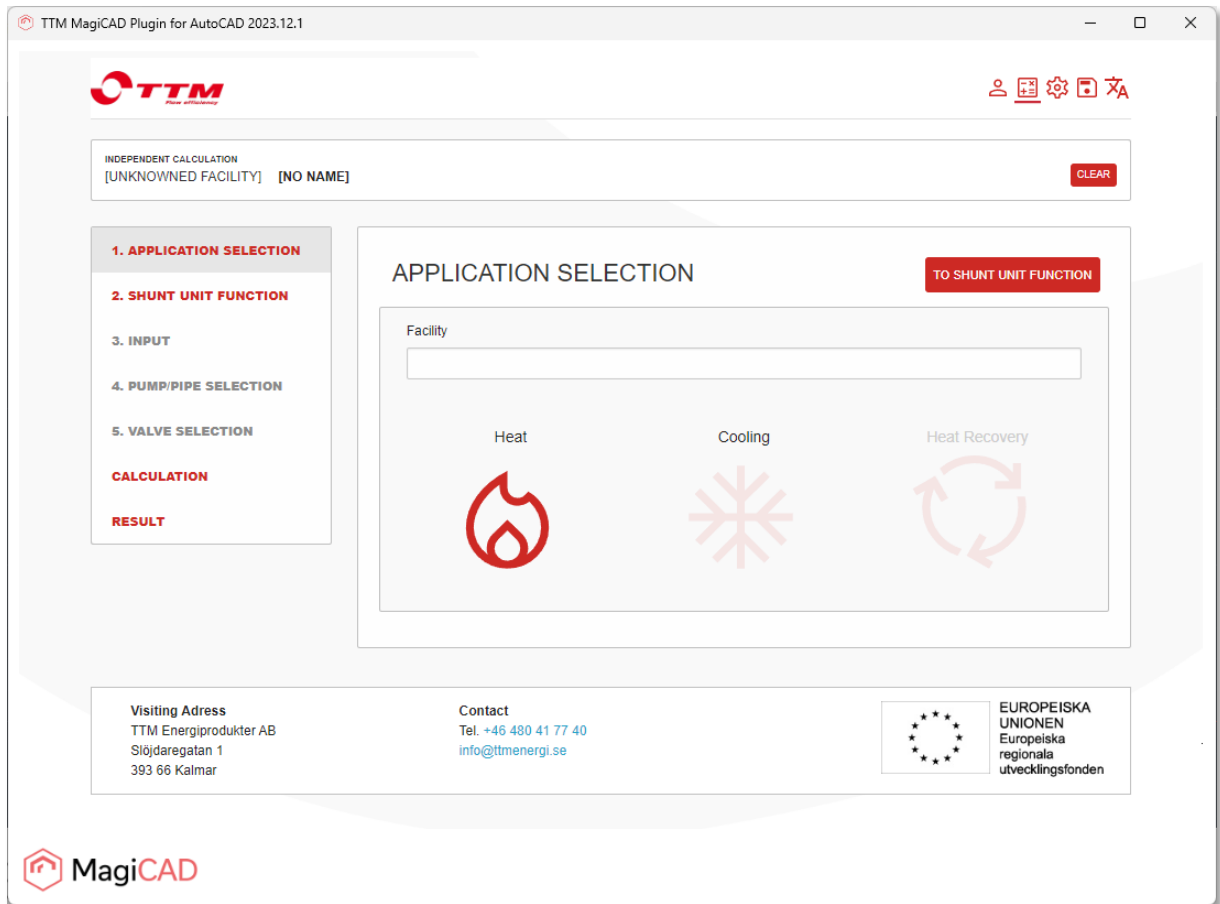 TTM MagiCAD Plugin for AutoCAD 2023.12.1
TTM
Flow efficiency
INDEPENDENT CALCULATION
[UNKNOWNED FACILITY] [NO NAME]
CLEAR
1. APPLICATION SELECTION
2. SHUNT UNIT FUNCTION
3. INPUT
4. PUMP/PIPE SELECTION
5. VALVE SELECTION
CALCULATION
RESULT
APPLICATION SELECTION
TO SHUNT UNIT FUNCTION
Facility
Heat
Cooling
Heat Recovery
Visiting Adress
TTM Energiprodukter AB
Slöjdaregatan 1
393 66 Kalmar
Contact
Tel. +46 480 41 77 40
info@ttmenergi.se
EUROPEISKA
UNIONEN
Europeiska
regionala
utvecklingsfonden
MagiCAD